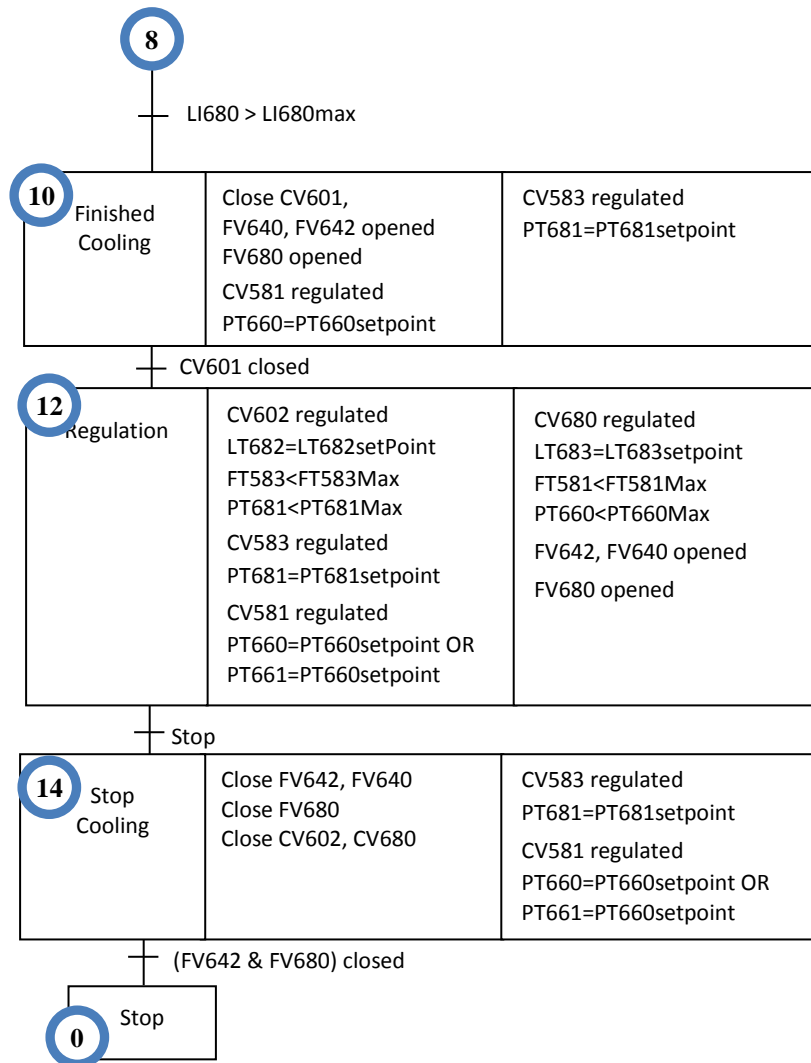 8
LI680 > LI680max
10
Finished
Cooling
Close CV601,
FV640, FV642 opened
FV680 opened
CV581 regulated
PT660=PT660setpoint
CV583 regulated
PT681=PT681setpoint
CV601 closed
12
Regulation
CV602 regulated
LT682=LT682setPoint
FT583<FT583Max
PT681<PT681Max
CV583 regulated
PT681=PT681setpoint
CV581 regulated
PT660=PT660setpoint OR
PT661=PT660setpoint
CV680 regulated
LT683=LT683setpoint
FT581<FT581Max
PT660<PT660Max
FV642, FV640 opened
FV680 opened
Stop
14
Stop
Cooling
Close FV642, FV640
Close FV680
Close CV602, CV680
CV583 regulated
PT681=PT681setpoint
CV581 regulated
PT660=PT660setpoint OR
PT661=PT660setpoint
(FV642 & FV680) closed
Stop
0